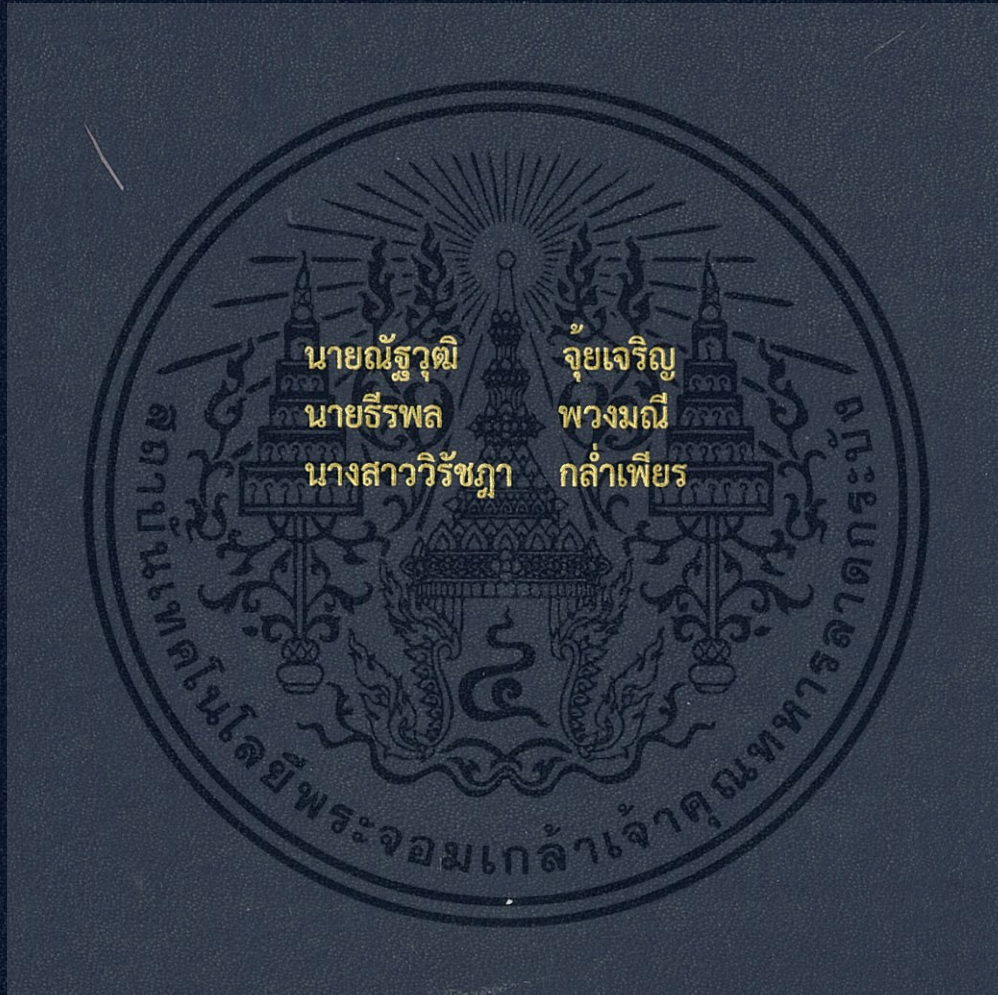 นายณัฐวุฒิ จุ้ยเจริญ
นายธีรพล พวงมณี
นางสาววิรัชฎา กล่ำเพียร
สถาบันเทคโนโลยีพระจอมเกล้าเจ้าคุณทหารลาดกระบัง
๔